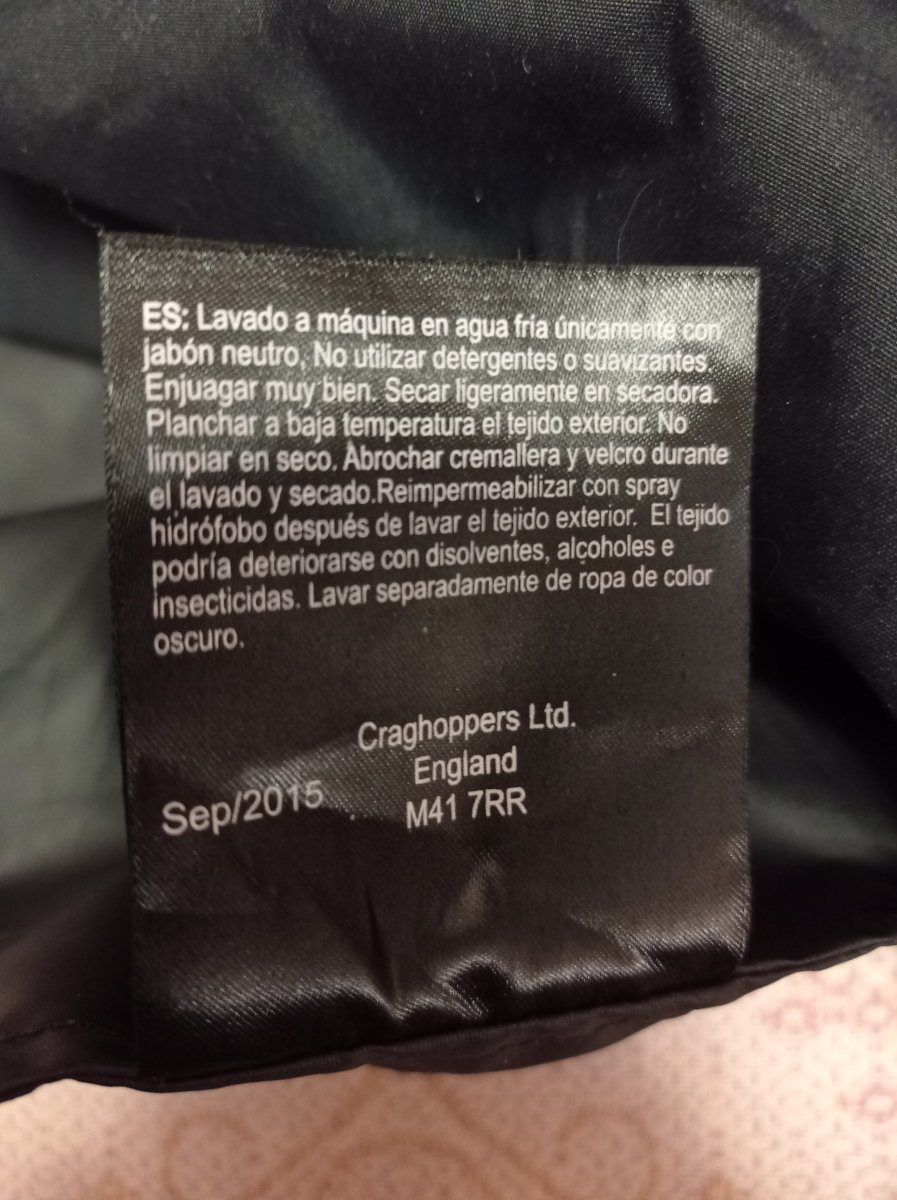 ES: Lavado a máquina en agua fría únicamente con
jabón neutro, No utilizar detergentes o suavizantes.
Enjuagar muy bien. Secar ligeramente en secadora.
Planchar a baja temperatura el tejido exterior. No
limpiar en seco. Abrochar cremallera y velcro durante
el lavado y secado.Reimpermeabilizar con spray
hidrófobo después de lavar el tejido exterior. El tejido
podría deteriorarse con disolventes, alcoholes e
insecticidas. Lavar separadamente de ropa de color
oscuro.
Craghoppers Ltd.
England
M41 7RR
Sep/2015